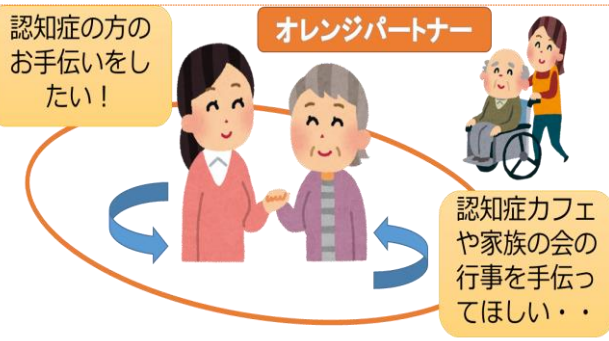 認知症の方の
お手伝いをし
たい！
オレンジパートナー
認知症カフェ
や家族の会の
行事を手伝っ
てほしい・・